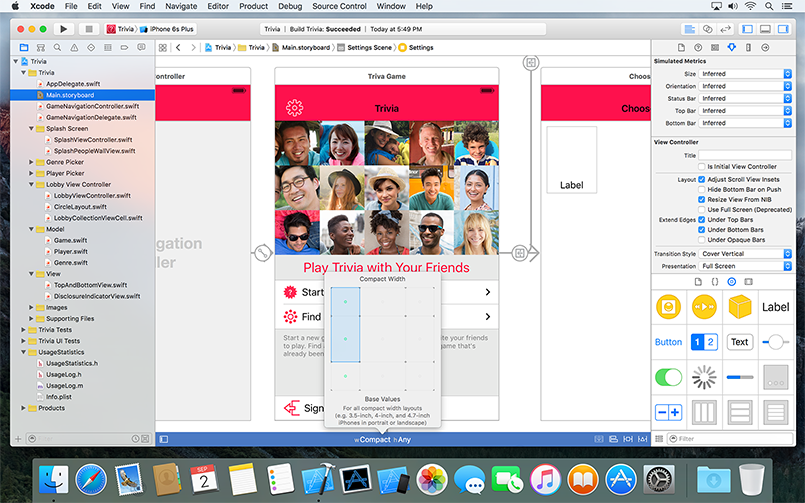 Xcode File Edit View Find Navigate Editor Product Debug Source Control Window Help
Trivia iPhone 6s
Trivia Build Trivia: Succeeded Today at 5:49 PM
Trivia Trivia Main.storyboard Settings Scene Settings
Trivia
Trivia
AppDelegate.swift
Main.storyboard
GameNavigationController.swift
GameNavigationDelegate.swift
Splash Screen
SplashViewController.swift
SplashPeopleWallView.swift
Genre Picker
Player Picker
Lobby View Controller
LobbyViewController.swift
CircleLayout.swift
LobbyCollectionViewCell.swift
Model
Game.swift
Player.swift
Genre.swift
View
TopAndBottomView.swift
DisclosureIndicatorView.swift
Images
Supporting Files
Trivia Tests
Trivia UI Tests
UsageStatistics
UsageStatistics.h
UsageLog.h
UsageLog.m
Info.plist
Products
Filter
ontroller
vigation
ller
Trivia Game
Trivia
Play Trivia with Your Friends
Start
Find
Start a new g
to play. Find a
already been
vite your friends
game that's
Sign
Compact Width
Base Values
For all compact width layouts
(e.g. 3.5-inch, 4-inch, and 4.7-inch
iPhones in portrait or landscape)
wCompact hAny
Choos
Choose
Label
Simulated Metrics
Size Inferred
Orientation Inferred
Status Bar Inferred
Top Bar Inferred
Bottom Bar Inferred
View Controller
Title
Is Initial View Controller
Layout Adjust Scroll View Insets
Hide Bottom Bar on Push
Resize View From NIB
Use Full Screen (Deprecated)
Extend Edges Under Top Bars
Under Bottom Bars
Under Opaque Bars
Transition Style Cover Vertical
Presentation Full Screen
Label
Button 1 2 Text
Filter
SEP
2